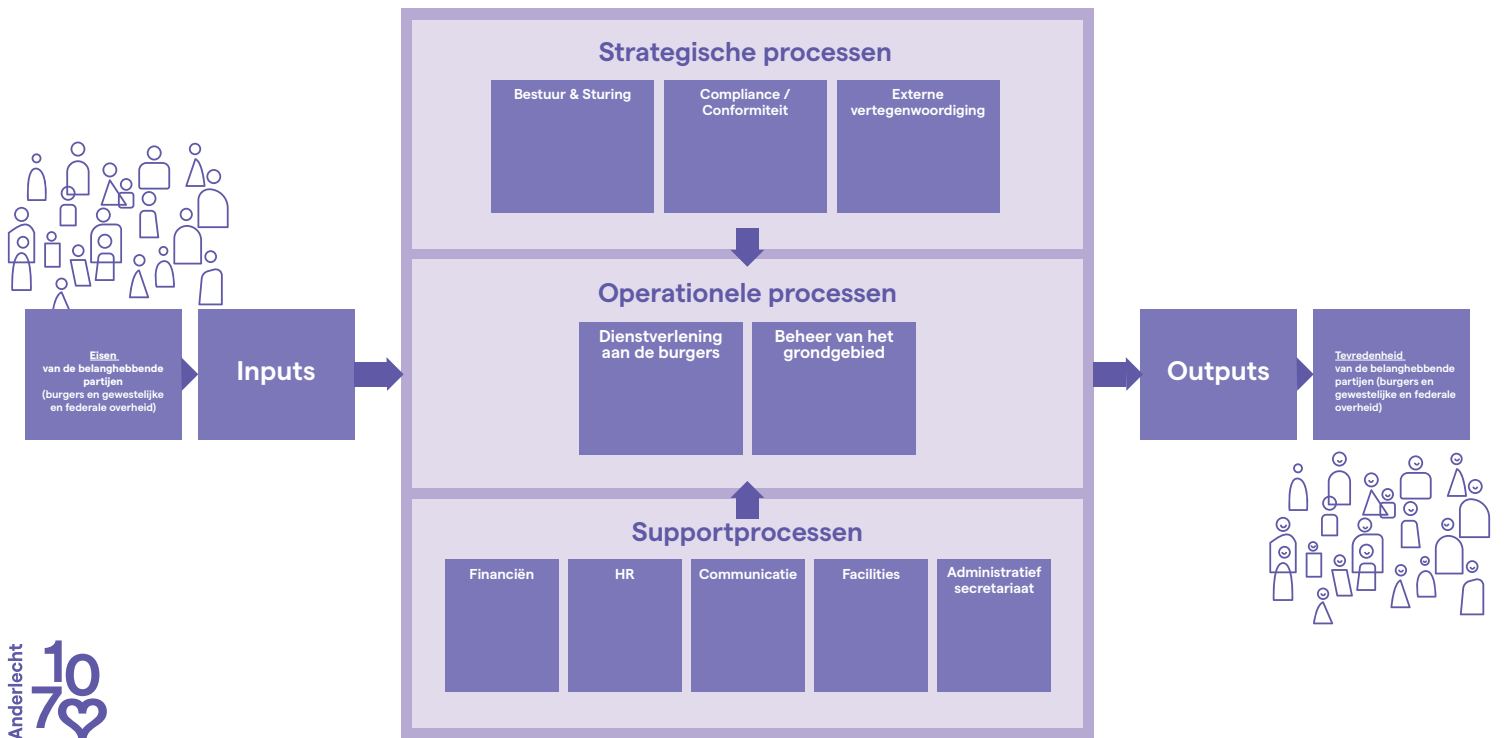 Strategische processen
Bestuur & Sturing
Compliance /
Conformiteit
Externe
vertegenwoordiging
Operationele processen
Dienstverlening
aan de burgers
Beheer van het
grondgebied
Supportprocessen
Financiën
HR
Communicatie
Facilities
Administratief
secretariaat
Eisen
van de belanghebbende
partijen
(burgers en gewestelijke
en federale overheid)
Inputs
Outputs
Tevredenheid
van de belanghebbende
partijen (burgers en
gewestelijke en federale
overheid)
Anderlecht
10
7